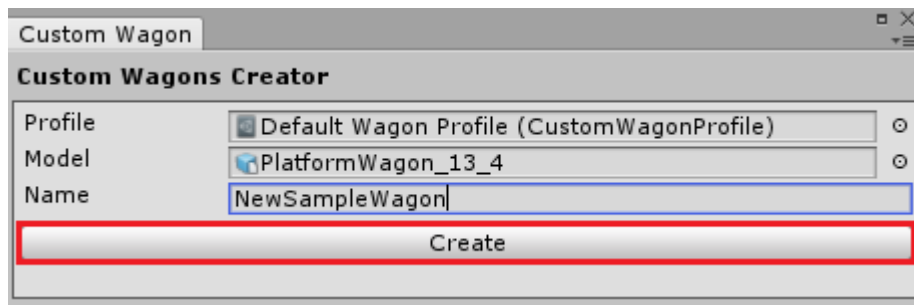 Custom Wagon
Custom Wagons Creator
Profile
Default Wagon Profile (CustomWagonProfile)
Model
PlatformWagon_13_4
Name
NewSampleWagon
Create